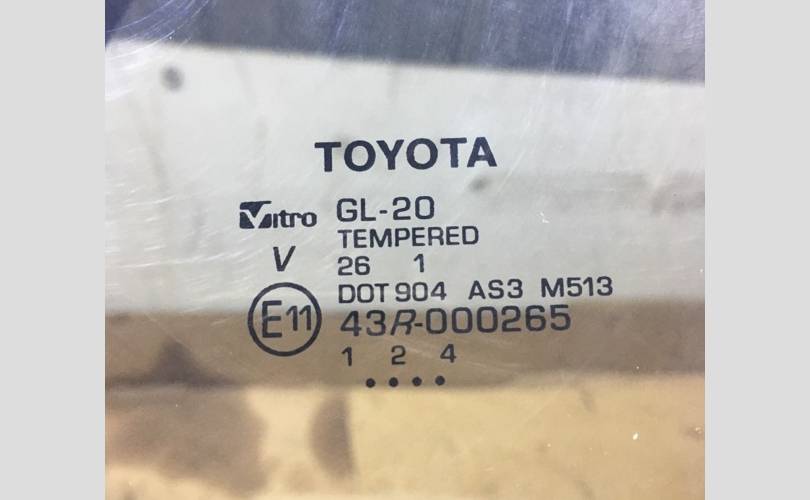 TOYOTA
Vitro GL-20
TEMPERED
V 26 1
DOT 904 AS3 M513
E11 43R-000265
1 2 4